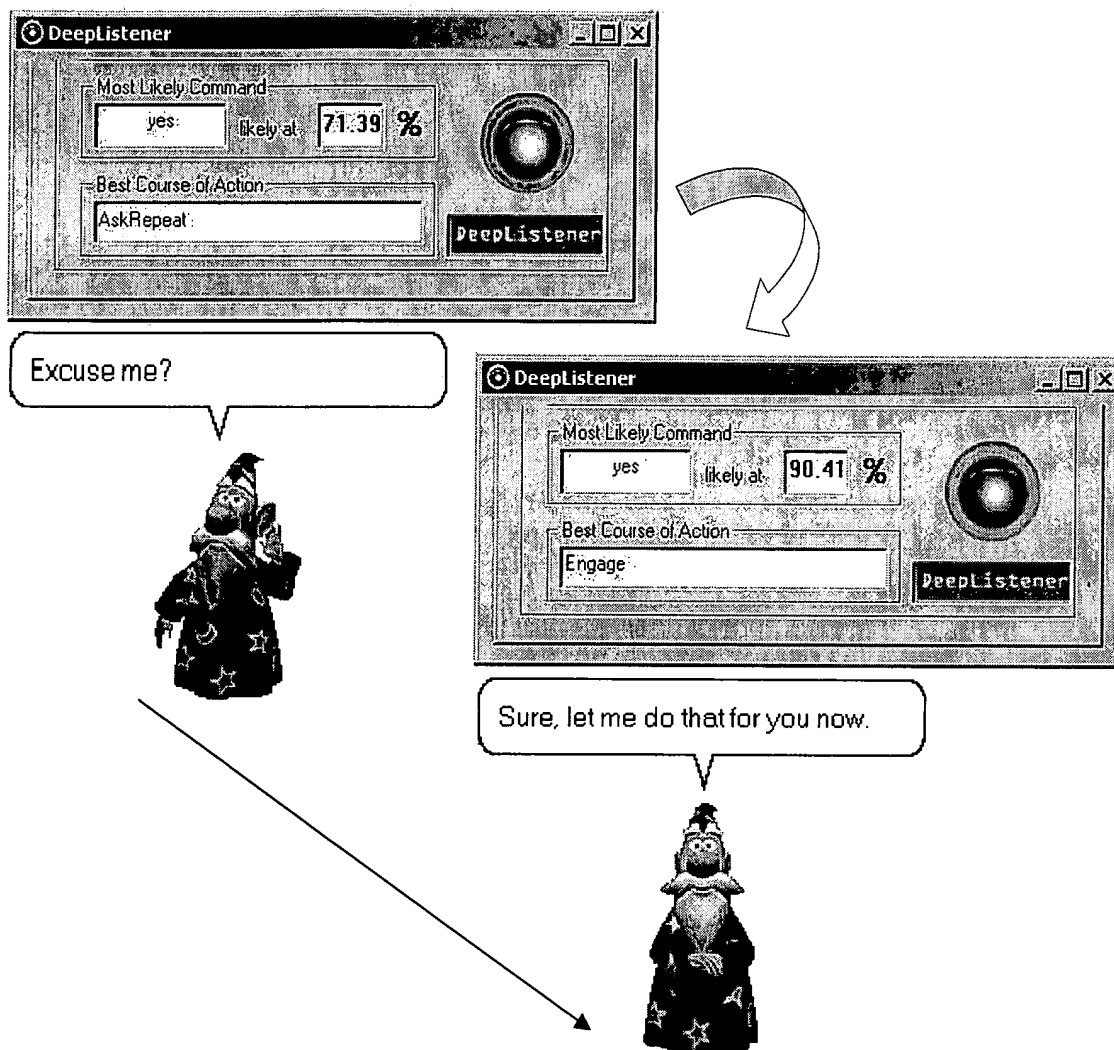 DeepListener
Most Likely Command
yes likely at 71.39 %
Best Course of Action
AskRepeat
DeepListener
Excuse me?
DeepListener
Most Likely Command
yes likely at 90.41 %
Best Course of Action
Engage
DeepListener
Sure, let me do that for you now.